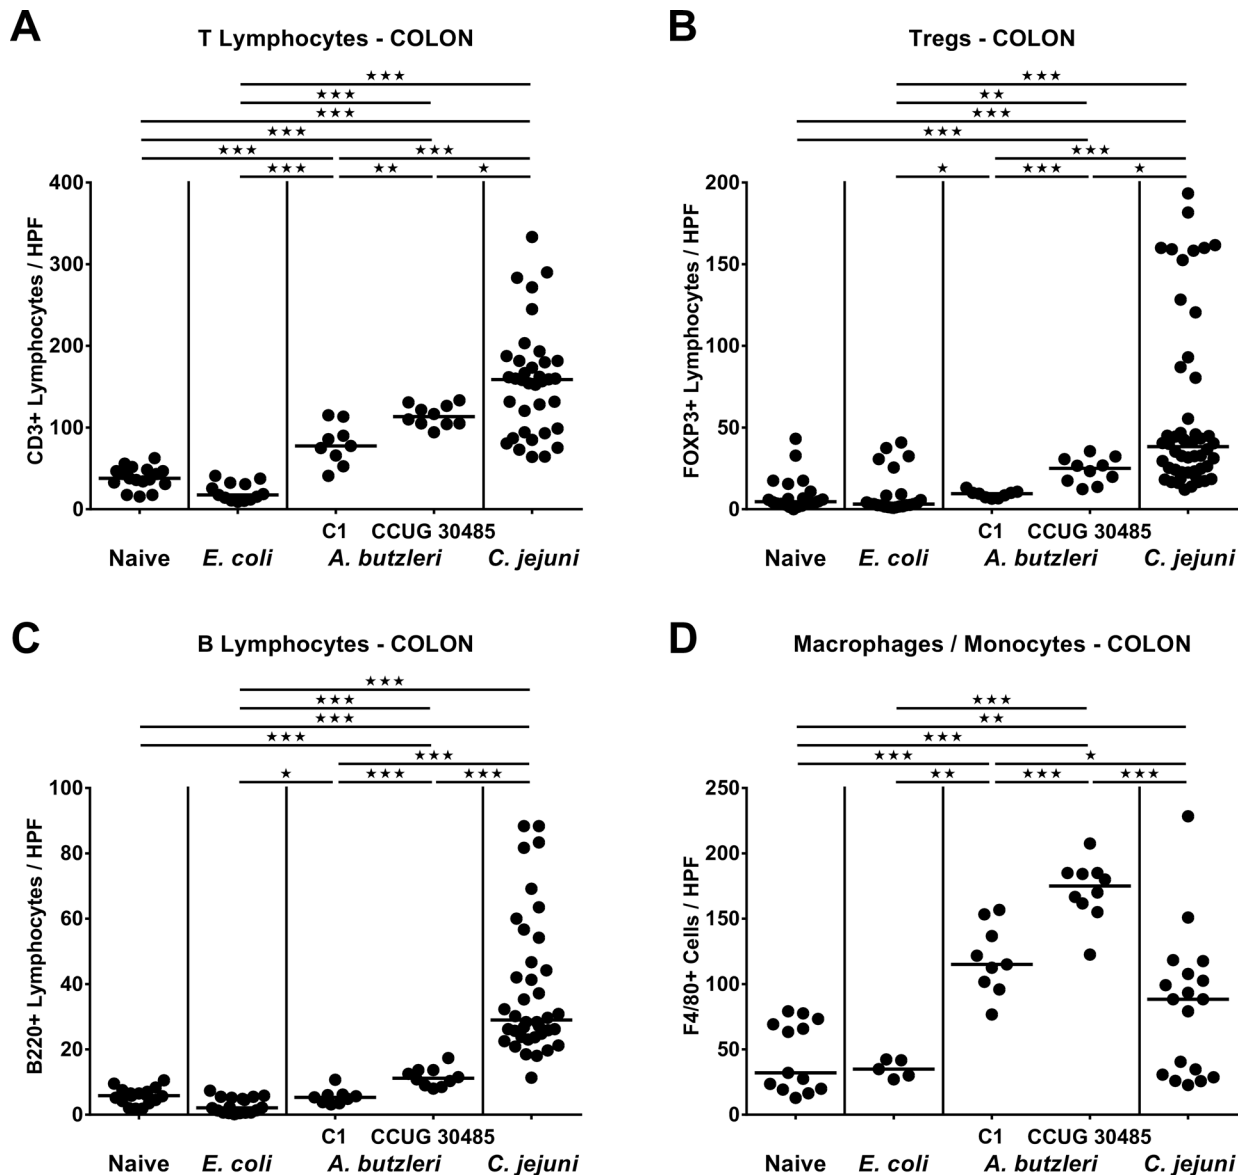 A
T Lymphocytes - COLON
★★★
★★★
★★★
★★★
★★★ ★★★
★★★ ★★ ★
CD3+ Lymphocytes / HPF
400
300
200
100
0
C1 CCUG 30485
Naive E. coli A. butzleri C. jejuni
B
Tregs - COLON
★★★
★★
★★★
★★★
★★★
★ ★★★ ★
FOXP3+ Lymphocytes / HPF
200
150
100
50
0
C1 CCUG 30485
Naive E. coli A. butzleri C. jejuni
C
B Lymphocytes - COLON
★★★
★★★
★★★
★★★
★★★
★ ★★★ ★★★
B220+ Lymphocytes / HPF
100
80
60
40
20
0
C1 CCUG 30485
Naive E. coli A. butzleri C. jejuni
D
Macrophages / Monocytes - COLON
★★★
★★
★★★
★★★ ★
★★ ★★★ ★★★
F4/80+ Cells / HPF
250
200
150
100
50
0
C1 CCUG 30485
Naive E. coli A. butzleri C. jejuni